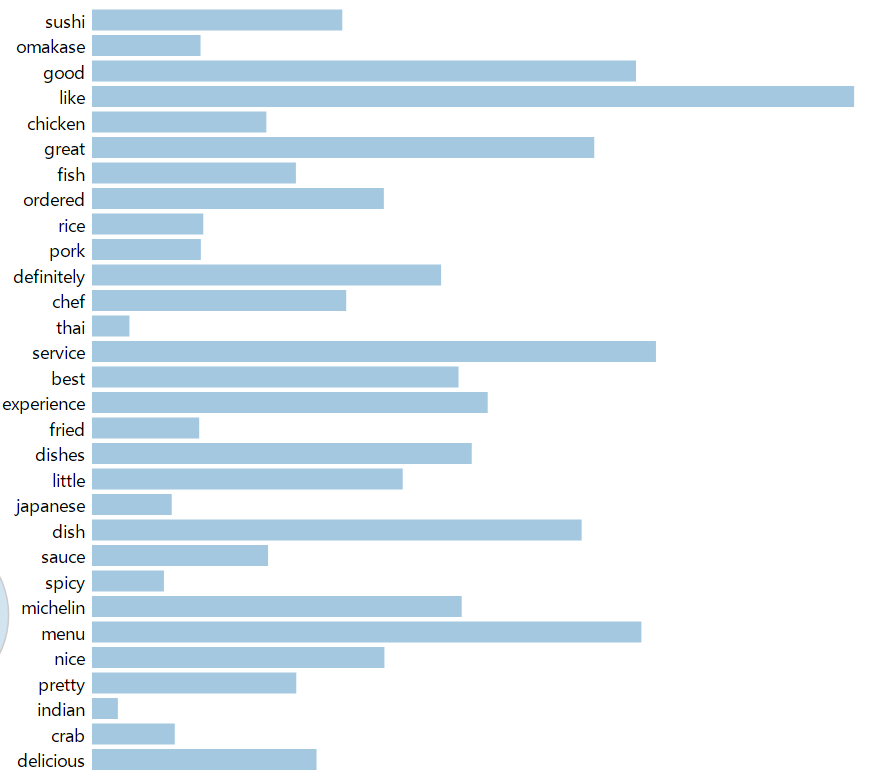 sushi
omakase
good
like
chicken
great
fish
ordered
rice
pork
definitely
chef
thai
service
best
experience
fried
dishes
little
japanese
dish
sauce
spicy
michelin
menu
nice
pretty
indian
crab
delicious